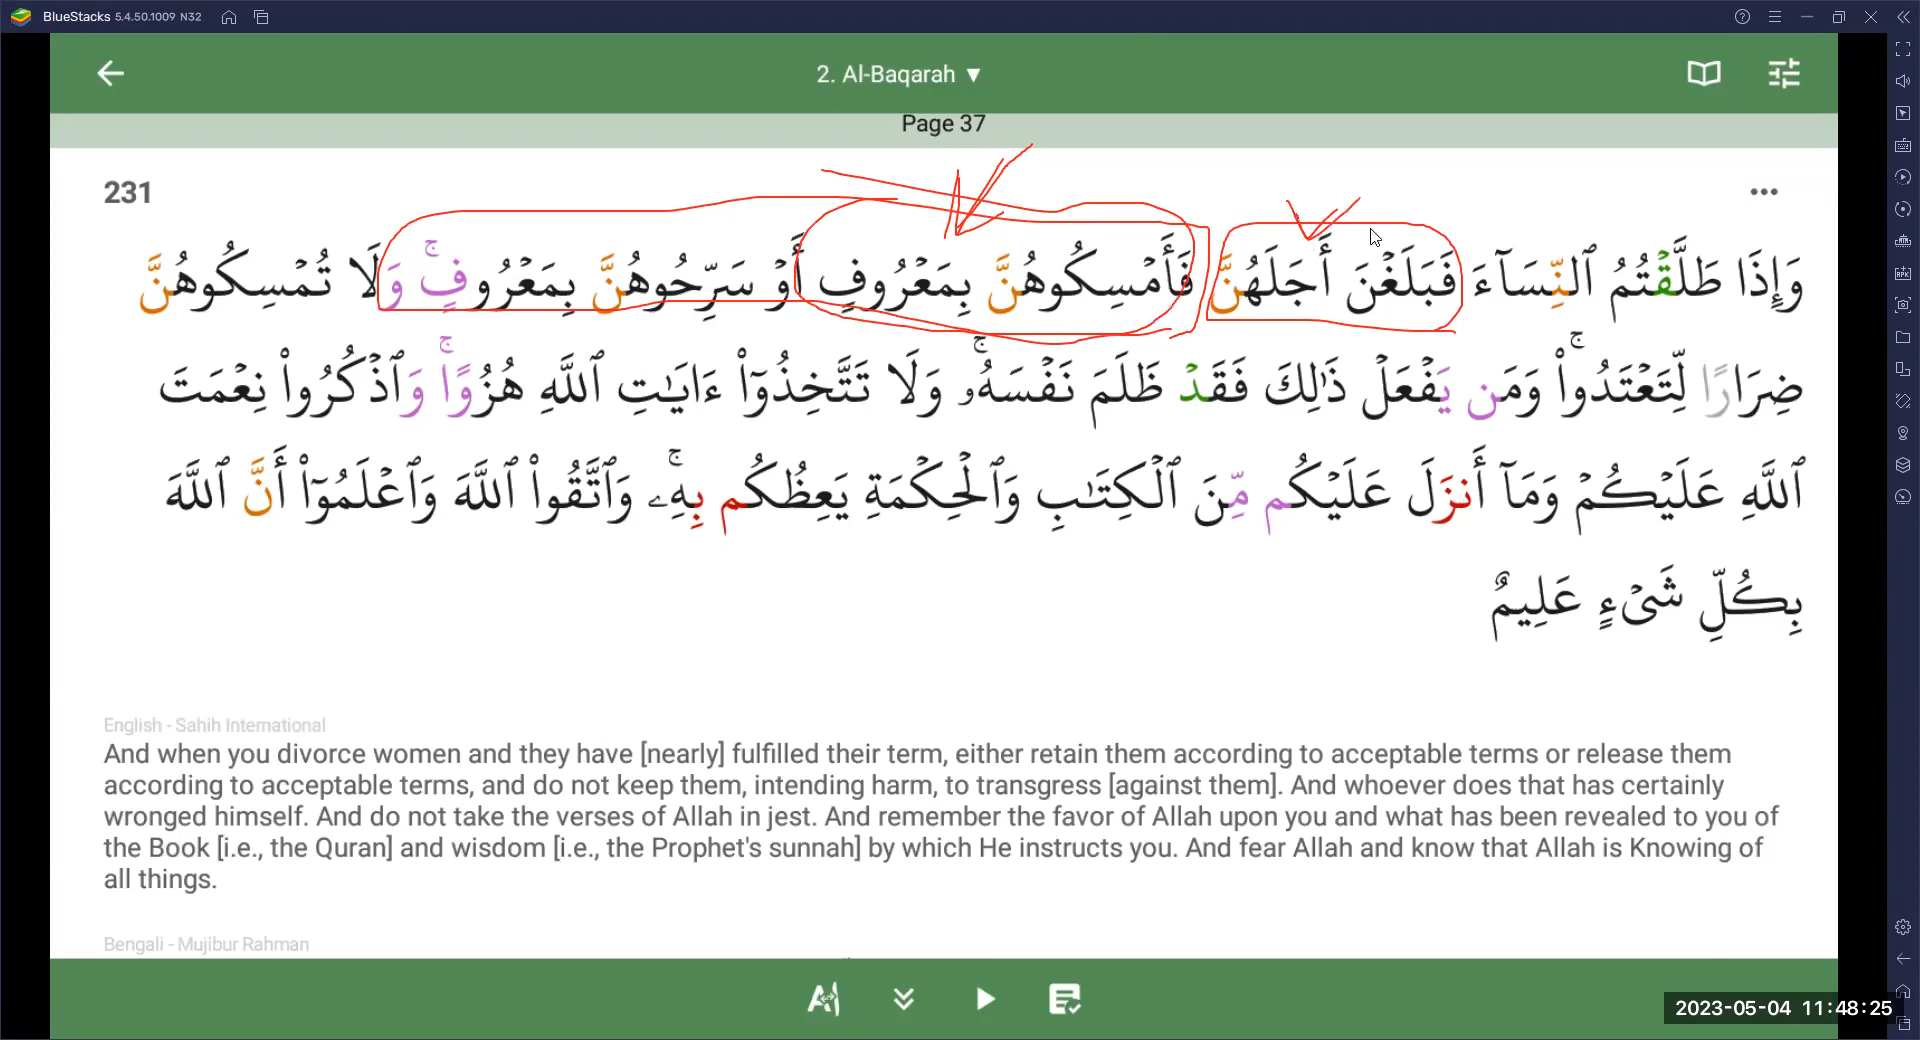 BlueStacks 5.4.50.1009 N32
2. Al-Baqarah ▼
Page 37
231
وَإِذَا طَلَّقۡتُمُ ٱلنِّسَآءَ فَبَلَغۡنَ أَجَلَهُنَّ فَأَمۡسِكُوهُنَّ بِمَعۡرُوفٍ أَوۡ سَرِّحُوهُنَّ بِمَعۡرُوفٍۚ وَلَا تُمۡسِكُوهُنَّ
ضِرَارًا لِّتَعۡتَدُواْۚ وَمَن يَفۡعَلۡ ذَٰلِكَ فَقَدۡ ظَلَمَ نَفۡسَهُۥۚ وَلَا تَتَّخِذُوٓاْ ءَايَٰتِ ٱللَّهِ هُزُوًاۚ وَٱذۡكُرُواْ نِعۡمَتَ
ٱللَّهِ عَلَيۡكُمۡ وَمَآ أَنزَلَ عَلَيۡكُم مِّنَ ٱلۡكِتَٰبِ وَٱلۡحِكۡمَةِ يَعِظُكُم بِهِۦۚ وَٱتَّقُواْ ٱللَّهَ وَٱعۡلَمُوٓاْ أَنَّ ٱللَّهَ
بِكُلِّ شَيۡءٍ عَلِيمٌ
English - Sahih International
And when you divorce women and they have [nearly] fulfilled their term, either retain them according to acceptable terms or release them
according to acceptable terms, and do not keep them, intending harm, to transgress [against them]. And whoever does that has certainly
wronged himself. And do not take the verses of Allah in jest. And remember the favor of Allah upon you and what has been revealed to you of
the Book [i.e., the Quran] and wisdom [i.e., the Prophet's sunnah] by which He instructs you. And fear Allah and know that Allah is Knowing of
all things.
Bengali - Mujibur Rahman
2023-05-04 11:48:25